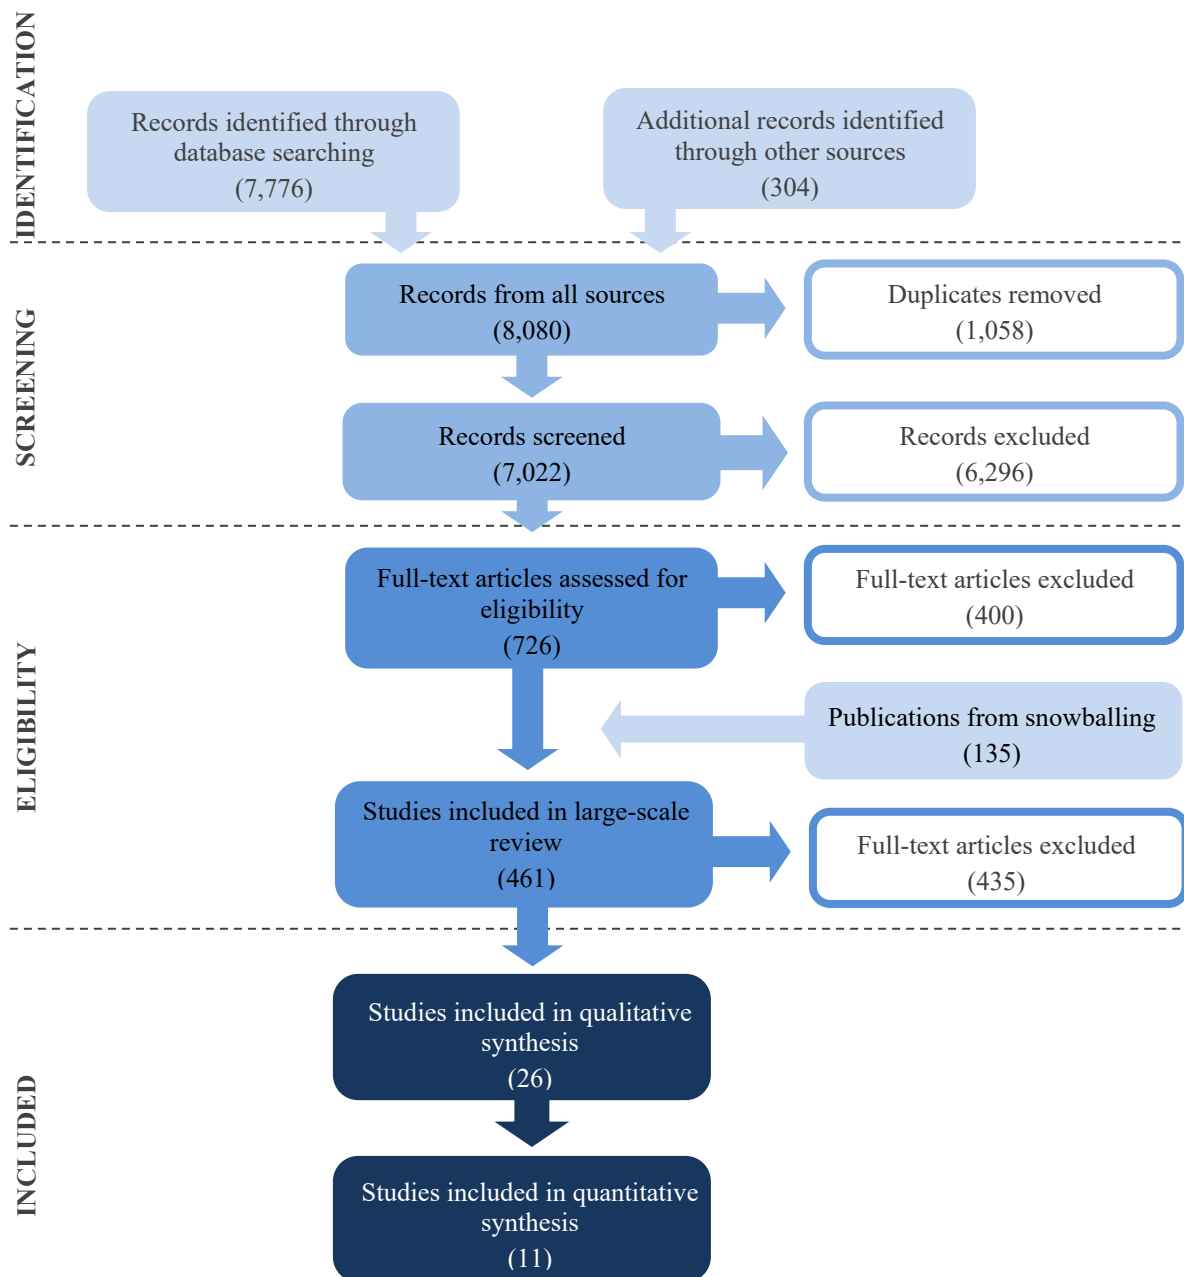 IDENTIFICATION
Records identified through
database searching
(7,776)
Additional records identified
through other sources
(304)
SCREENING
Records from all sources
(8,080)
Duplicates removed
(1,058)
Records screened
(7,022)
Records excluded
(6,296)
ELIGIBILITY
Full-text articles assessed for
eligibility
(726)
Full-text articles excluded
(400)
Publications from snowballing
(135)
Studies included in large-scale
review
(461)
Full-text articles excluded
(435)
INCLUDED
Studies included in qualitative
synthesis
(26)
Studies included in quantitative
synthesis
(11)